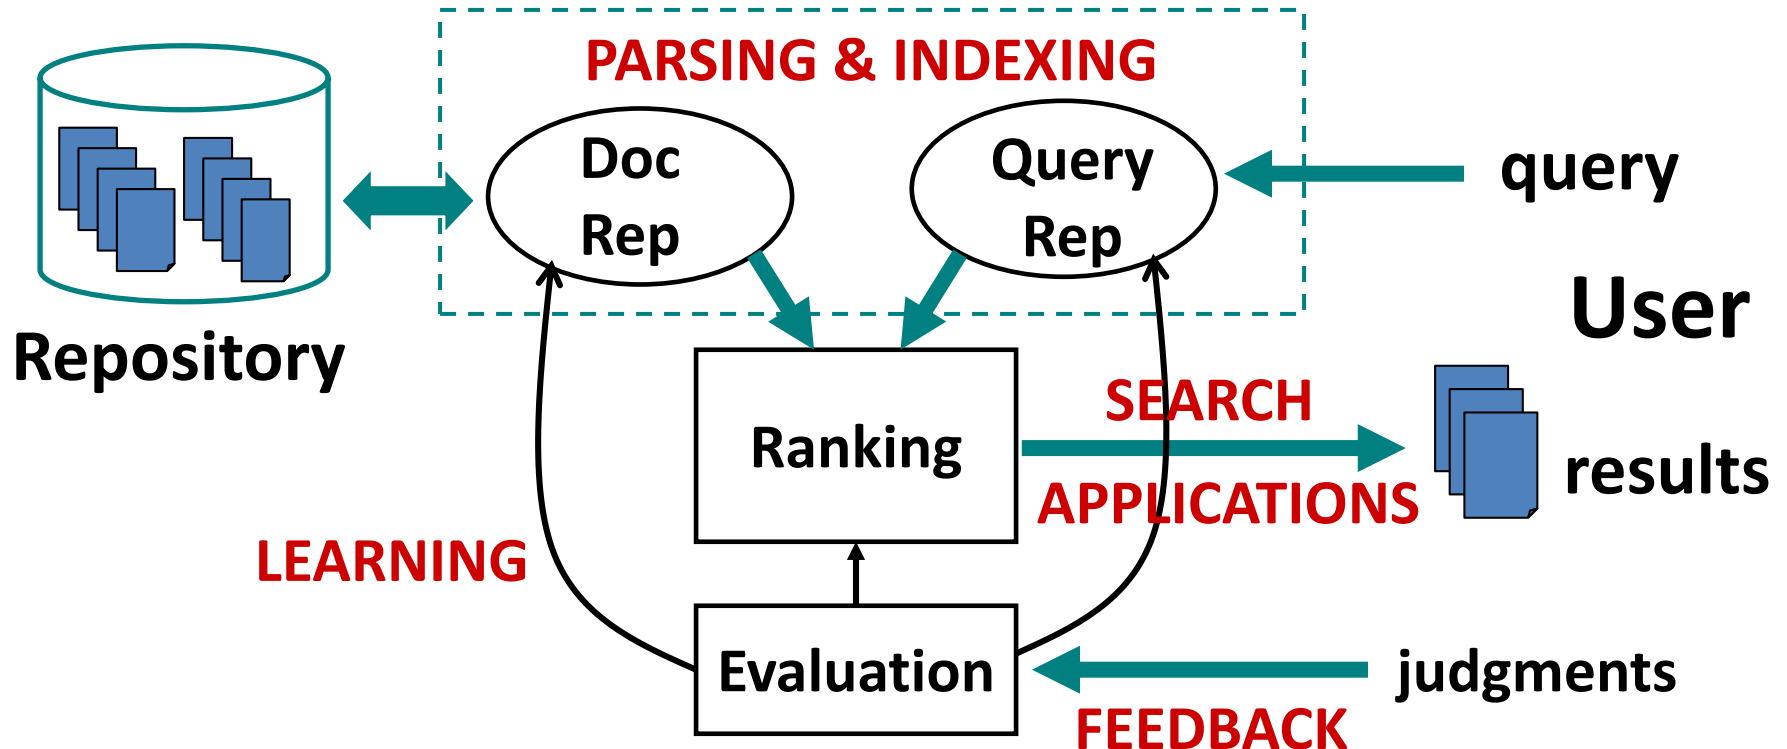 PARSING & INDEXING
Doc
Rep
Query
Rep
query
Repository
User
Ranking
SEARCH
APPLICATIONS
results
LEARNING
Evaluation
judgments
FEEDBACK